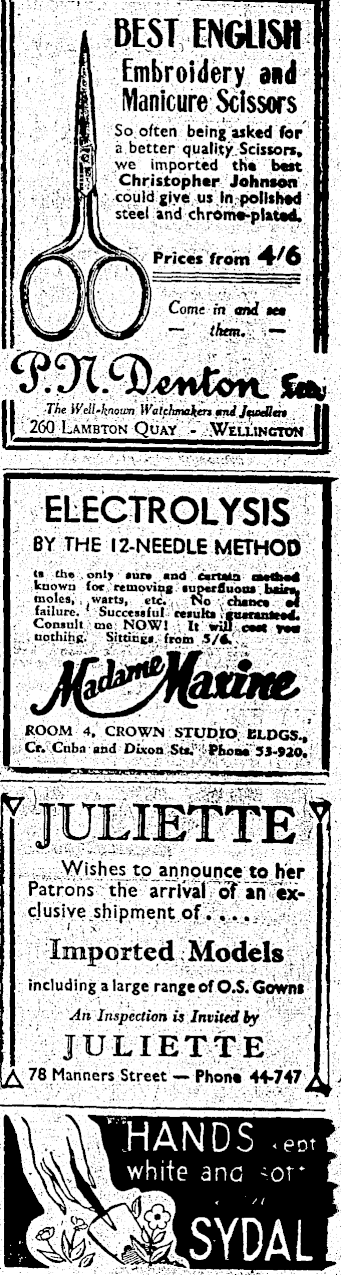 BEST ENGLISH
Embroidery and
Manicure Scissors
So often being asked for
a better quality Scissors,
we imported the best
Christopher Johnson
could give us in polished
steel and chrome-plated.
Prices from 4/6
Come in and see
— them. —
P. N. Denton Ltd.
The Well-known Watchmakers and Jewellers
260 LAMBTON QUAY - WELLINGTON
ELECTROLYSIS
BY THE 12-NEEDLE METHOD
is the only sure and certain method
known for removing superfluous hairs,
moles, warts, etc. No chance of
failure. Successful results guaranteed.
Consult me NOW! It will cost you
nothing. Sittings from 5/6.
Madame Maxine
ROOM 4, CROWN STUDIO BLDGS.,
Cr. Cuba and Dixon Sts. Phone 53-920.
JULIETTE
Wishes to announce to her
Patrons the arrival of an ex-
clusive shipment of . . . .
Imported Models
including a large range of O.S. Gowns
An Inspection is Invited by
JULIETTE
78 Manners Street — Phone 44-747
HANDS kept
white and soft
SYDAL